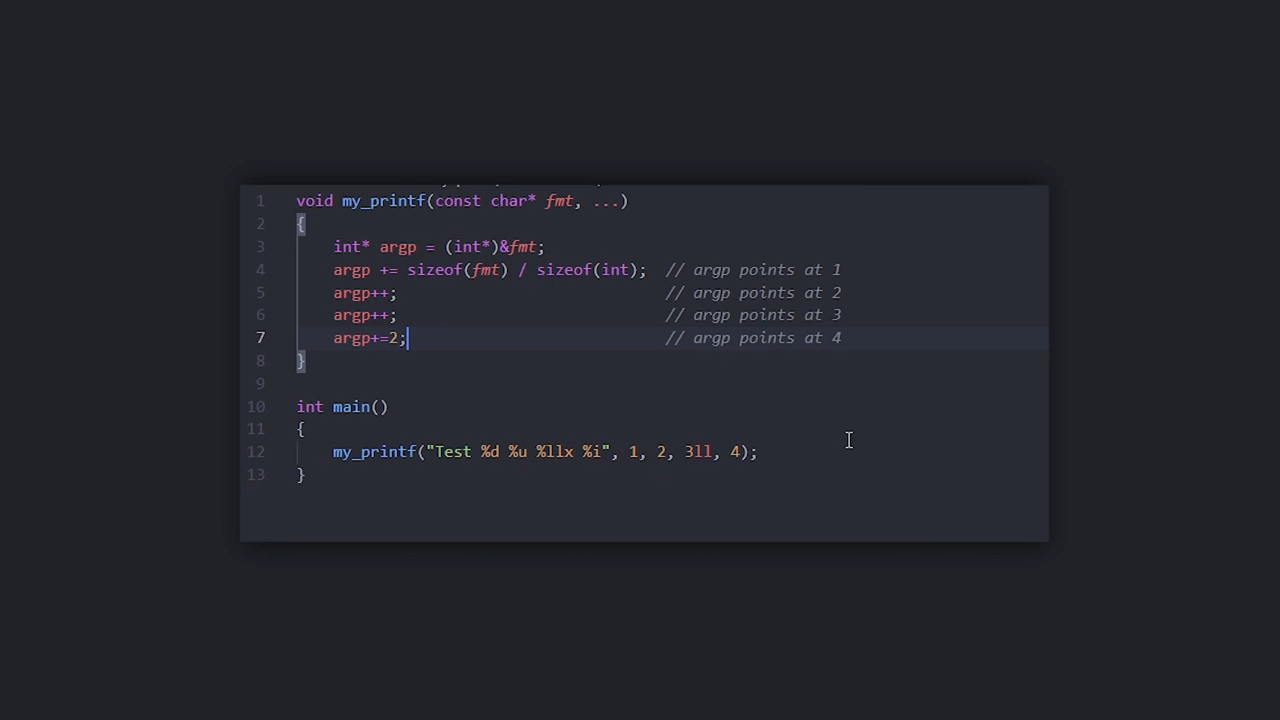 1 void my_printf(const char* fmt, ...)
2 {
3 int* argp = (int*)&fmt;
4 argp += sizeof(fmt) / sizeof(int); // argp points at 1
5 argp++; // argp points at 2
6 argp++; // argp points at 3
7 argp+=2; // argp points at 4
8 }
9
10 int main()
11 {
12 my_printf("Test %d %u %llx %i", 1, 2, 3ll, 4);
13 }